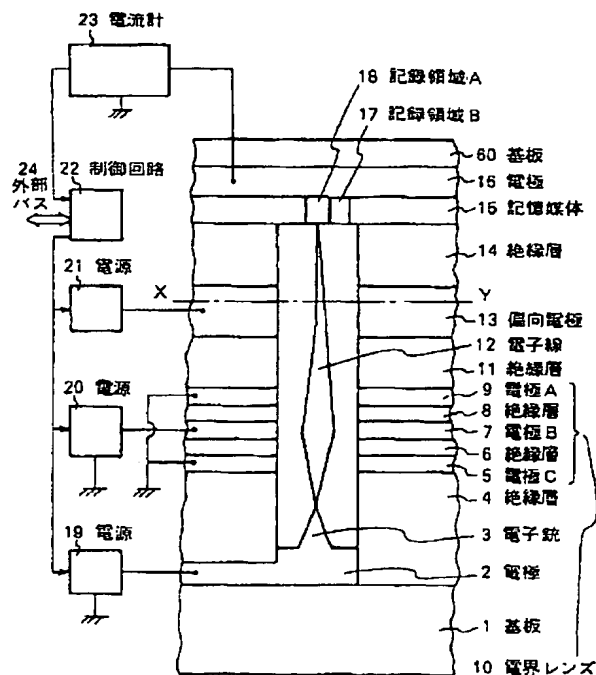 23 電流計
18 記録領域A
17 記録領域B
60 基板
16 電極
15 記憶媒体
24
外部
バス
22 制御回路
14 絶縁層
21 電源
X
Y
13 偏向電極
12 電子線
11 絶縁層
9 電極A
8 絶縁層
7 電極B
6 絶縁層
5 電極C
4 絶縁層
20 電源
3 電子銃
19 電源
2 電極
1 基板
10 電界レンズ